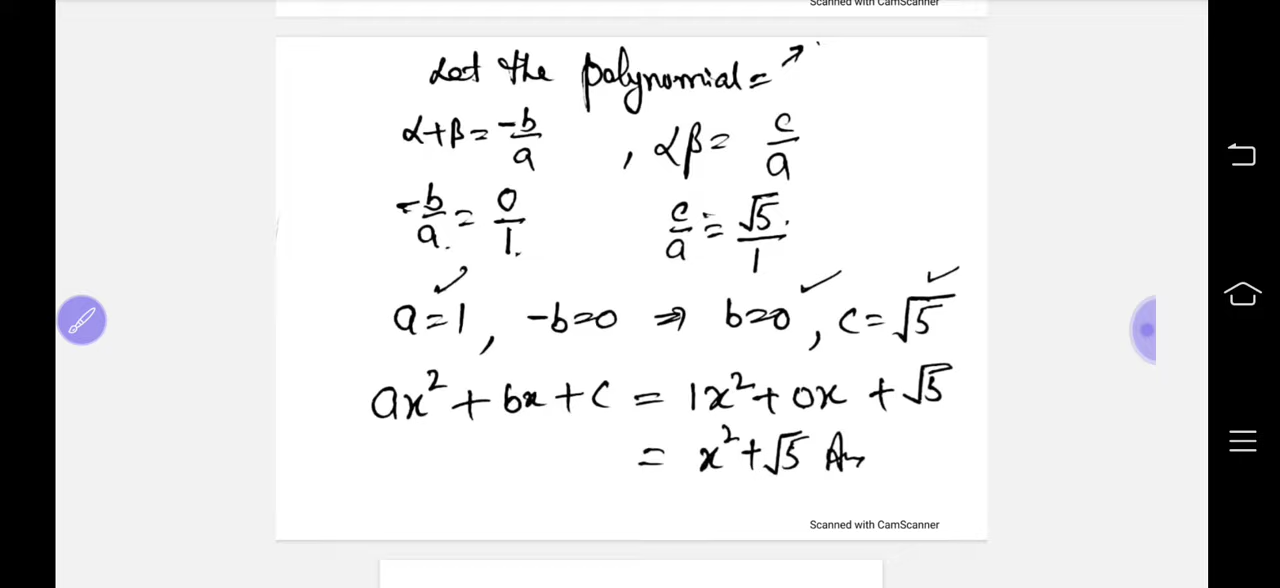 Scanned with CamScanner
Let the polynomial =
α+β = -b/a , αβ = c/a
-b/a. = 0/1. c/a = √5./1
a = 1, -b=0 ⇒ b=0, c = √5
ax² + bx + c = 1x² + 0x + √5
= x² + √5 Ans
Scanned with CamScanner